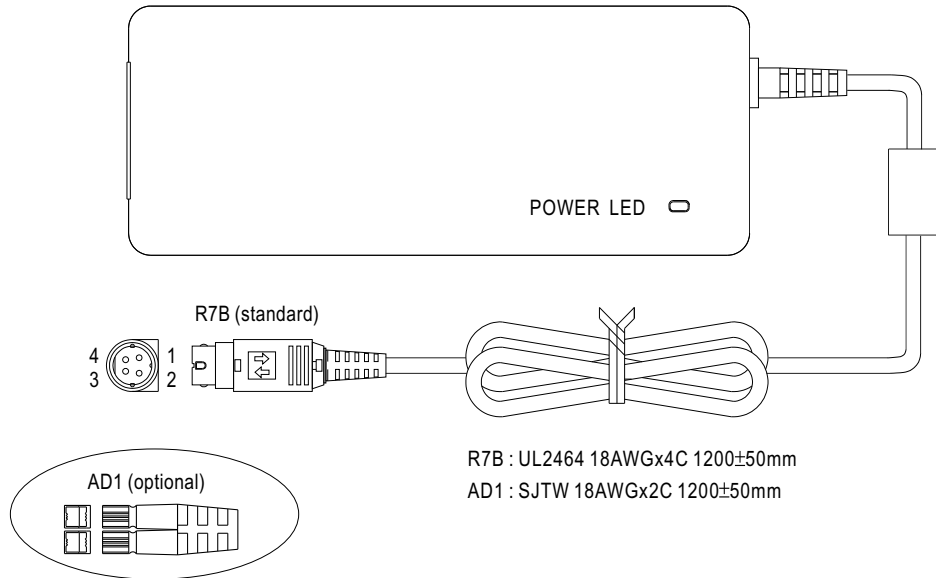 POWER LED
R7B (standard)
4 1
3 2
R7B : UL2464 18AWGx4C 1200±50mm
AD1 (optional)
AD1 : SJTW 18AWGx2C 1200±50mm